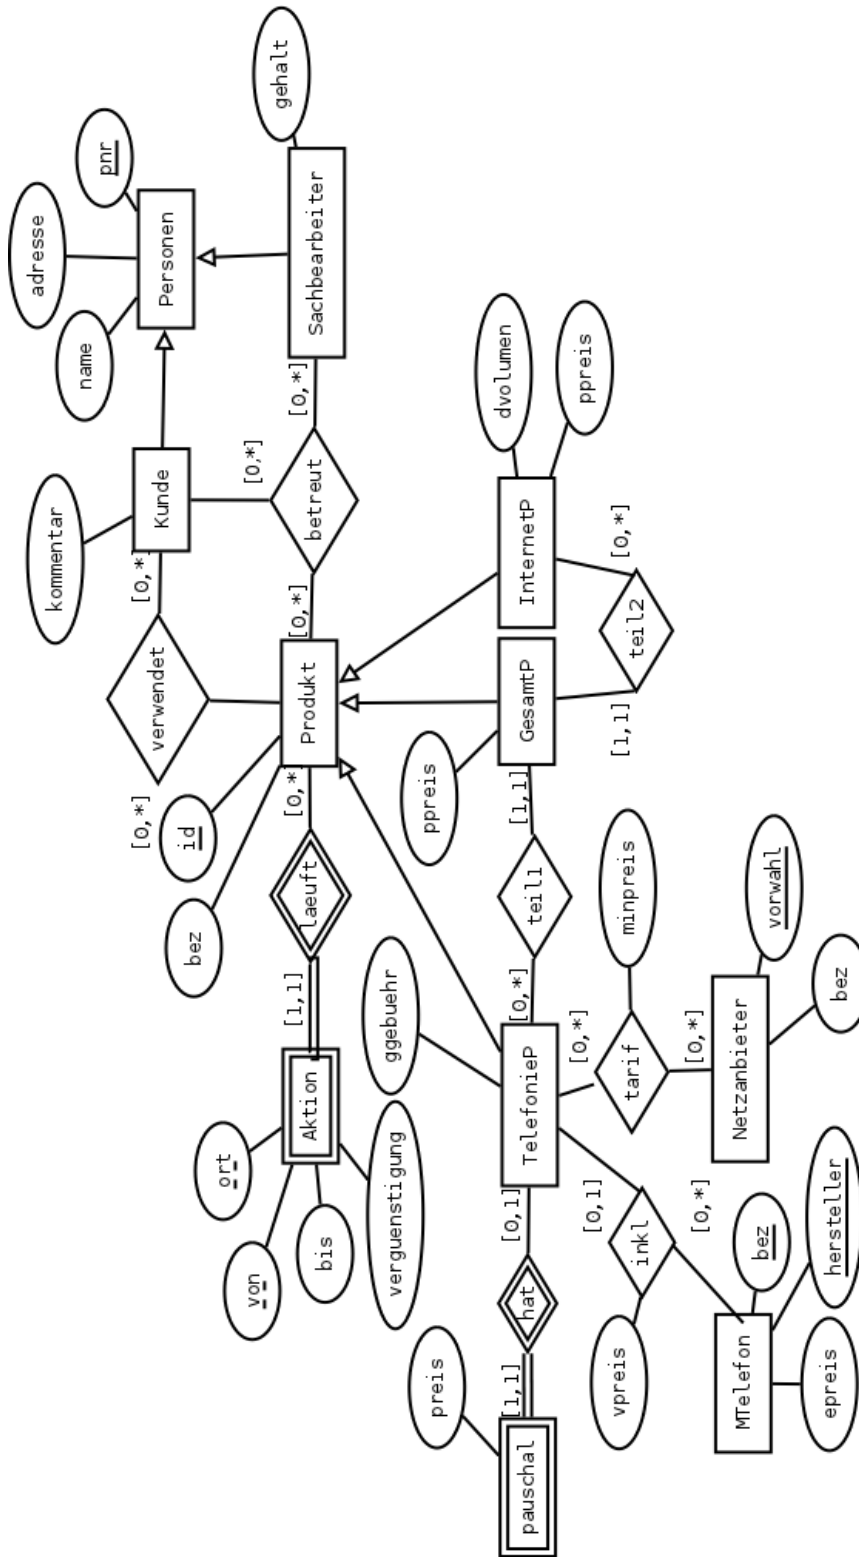 gehalt
pnr
adresse
name
Personen
Sachbearbeiter
kommentar
Kunde
[0,*]
[0,*]
[0,*]
betreut
[0,*]
verwendet
[0,*]
Produkt
id
bez
[0,*]
laeuft
[1,1]
Aktion
ort
von
bis
verguenstigung
dvolumen
ppreis
InternetP
[0,*]
teil2
[1,1]
GesamtP
ppreis
[1,1]
teil1
[0,*]
ggebuehr
TelefonieP
[0,*]
tarif
minpreis
[0,*]
Netzanbieter
vorwahl
bez
[0,1]
inkl
vpreis
[0,*]
MTelefon
bez
hersteller
epreis
[0,1]
hat
[1,1]
pauschal
preis